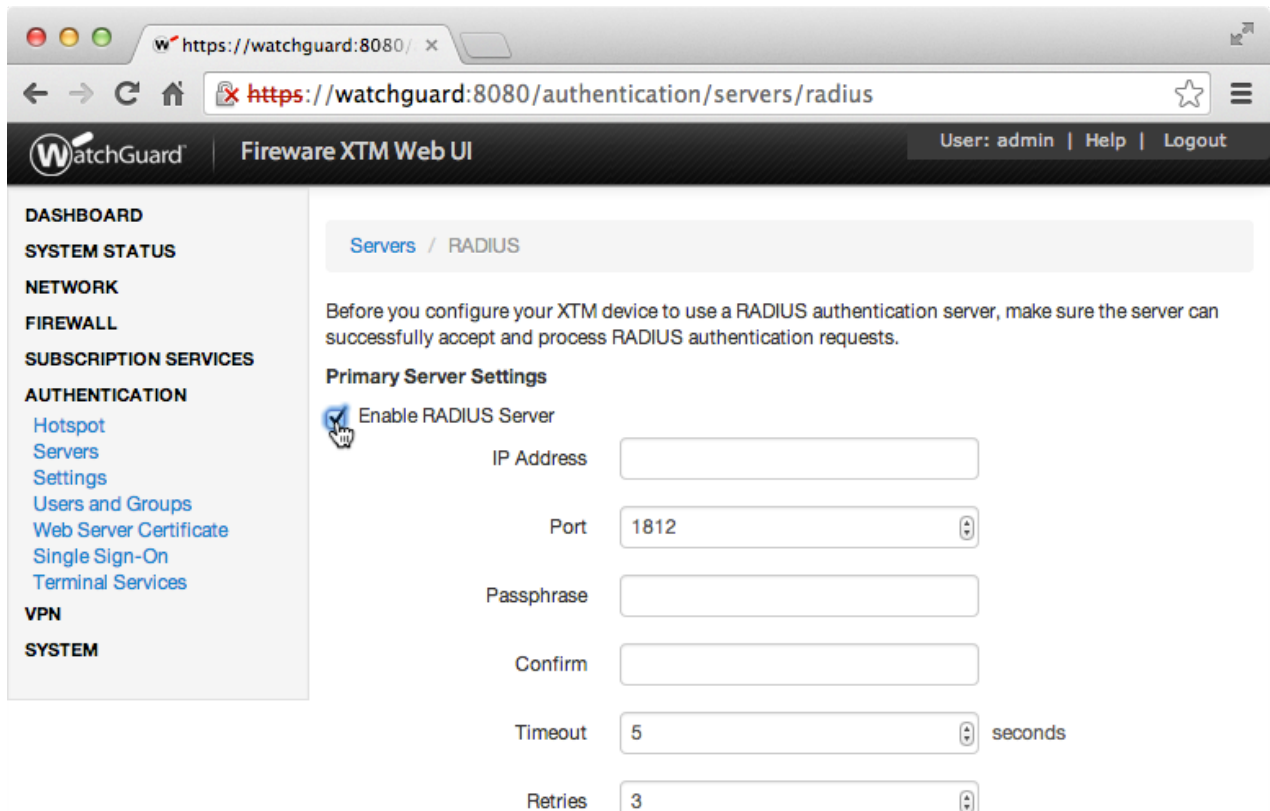 https://watchguard:8080/
https://watchguard:8080/authentication/servers/radius
WatchGuard
Fireware XTM Web UI
User: admin | Help | Logout
DASHBOARD
SYSTEM STATUS
NETWORK
FIREWALL
SUBSCRIPTION SERVICES
AUTHENTICATION
Hotspot
Servers
Settings
Users and Groups
Web Server Certificate
Single Sign-On
Terminal Services
VPN
SYSTEM
Servers / RADIUS
Before you configure your XTM device to use a RADIUS authentication server, make sure the server can
successfully accept and process RADIUS authentication requests.
Primary Server Settings
Enable RADIUS Server
IP Address
Port 1812
Passphrase
Confirm
Timeout 5 seconds
Retries 3